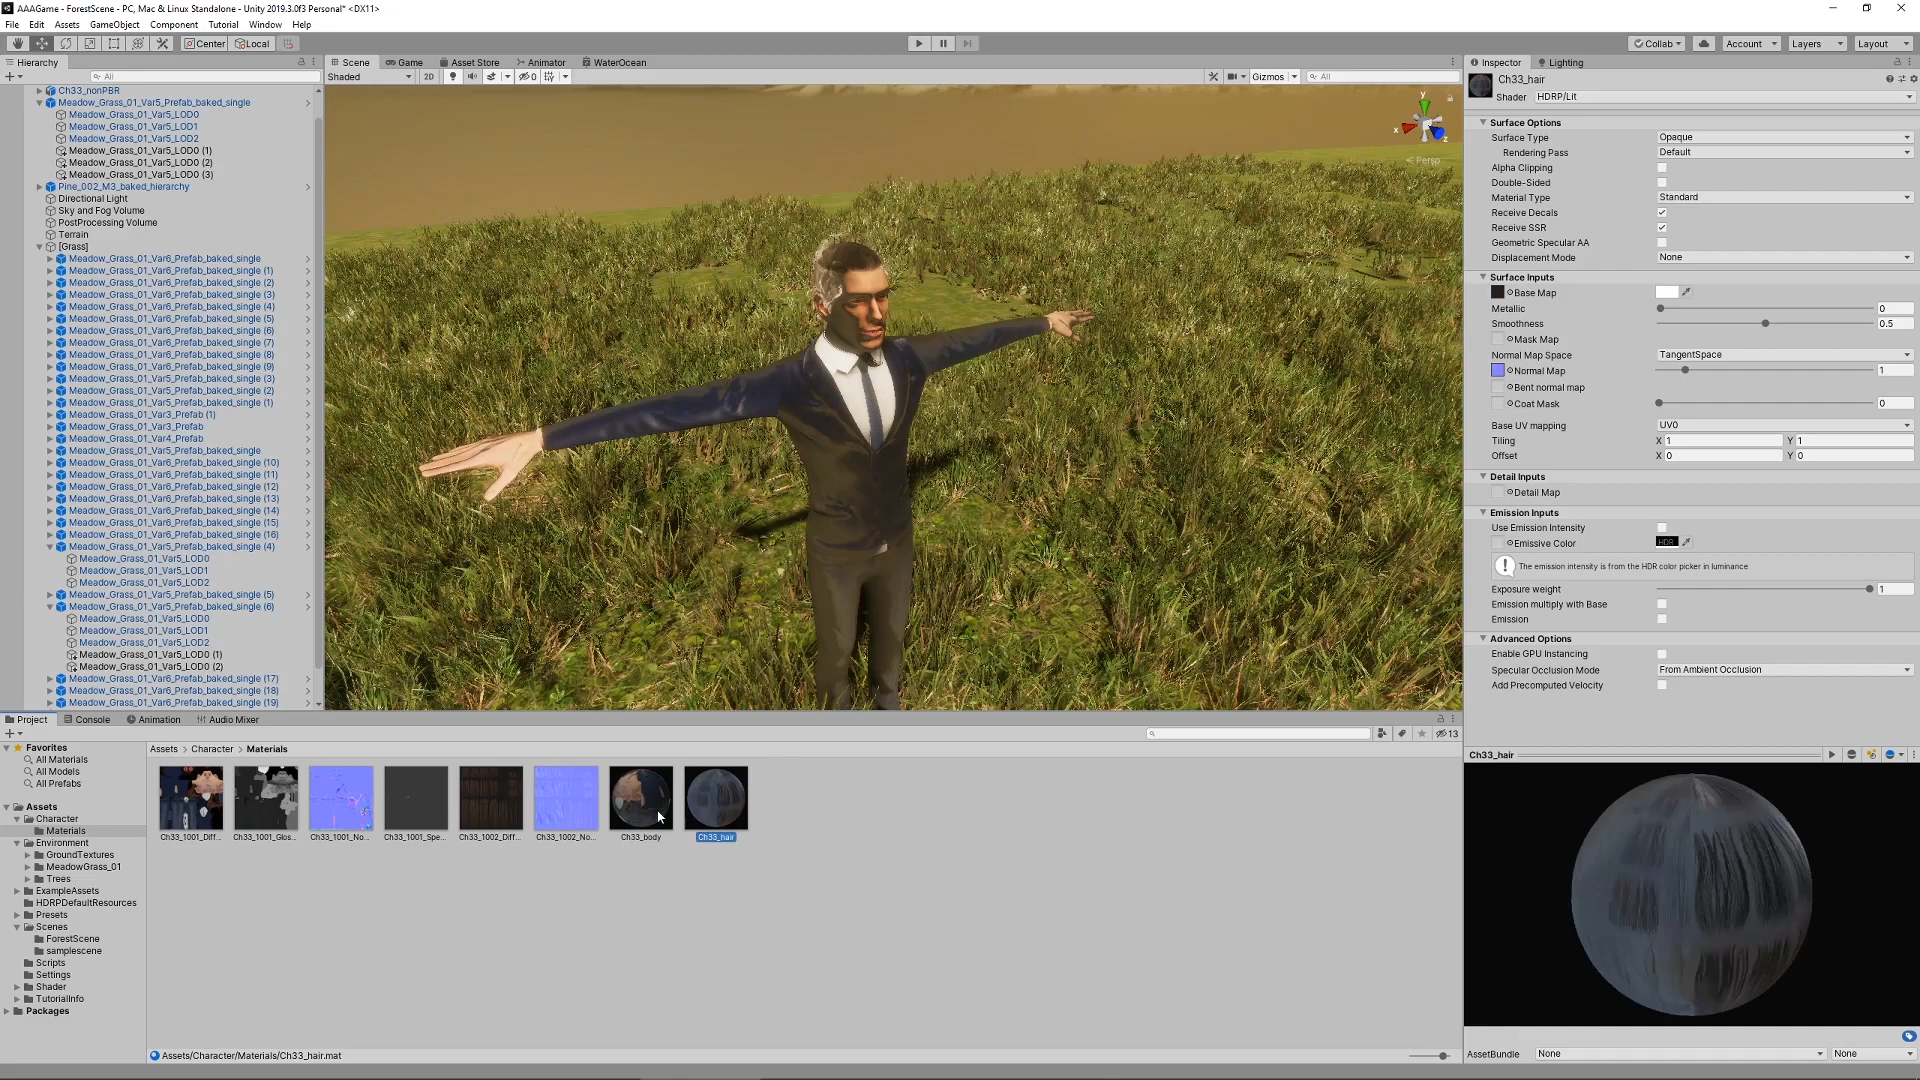 AAAGame - ForestScene - PC, Mac & Linux Standalone - Unity 2019.3.0f3 Personal* <DX11>
File Edit Assets GameObject Component Tutorial Window Help
Center Local Collab Account Layers Layout
Hierarchy
All
Ch33_nonPBR
Meadow_Grass_01_Var5_Prefab_baked_single
Meadow_Grass_01_Var5_LOD0
Meadow_Grass_01_Var5_LOD1
Meadow_Grass_01_Var5_LOD2
Meadow_Grass_01_Var5_LOD0 (1)
Meadow_Grass_01_Var5_LOD0 (2)
Meadow_Grass_01_Var5_LOD0 (3)
Pine_002_M3_baked_hierarchy
Directional Light
Sky and Fog Volume
PostProcessing Volume
Terrain
[Grass]
Meadow_Grass_01_Var6_Prefab_baked_single
Meadow_Grass_01_Var6_Prefab_baked_single (1)
Meadow_Grass_01_Var6_Prefab_baked_single (2)
Meadow_Grass_01_Var6_Prefab_baked_single (3)
Meadow_Grass_01_Var6_Prefab_baked_single (4)
Meadow_Grass_01_Var6_Prefab_baked_single (5)
Meadow_Grass_01_Var6_Prefab_baked_single (6)
Meadow_Grass_01_Var6_Prefab_baked_single (7)
Meadow_Grass_01_Var6_Prefab_baked_single (8)
Meadow_Grass_01_Var6_Prefab_baked_single (9)
Meadow_Grass_01_Var5_Prefab_baked_single (3)
Meadow_Grass_01_Var5_Prefab_baked_single (2)
Meadow_Grass_01_Var5_Prefab_baked_single (1)
Meadow_Grass_01_Var3_Prefab (1)
Meadow_Grass_01_Var3_Prefab
Meadow_Grass_01_Var4_Prefab
Meadow_Grass_01_Var5_Prefab_baked_single
Meadow_Grass_01_Var6_Prefab_baked_single (10)
Meadow_Grass_01_Var6_Prefab_baked_single (11)
Meadow_Grass_01_Var6_Prefab_baked_single (12)
Meadow_Grass_01_Var6_Prefab_baked_single (13)
Meadow_Grass_01_Var6_Prefab_baked_single (14)
Meadow_Grass_01_Var6_Prefab_baked_single (15)
Meadow_Grass_01_Var6_Prefab_baked_single (16)
Meadow_Grass_01_Var5_Prefab_baked_single (4)
Meadow_Grass_01_Var5_LOD0
Meadow_Grass_01_Var5_LOD1
Meadow_Grass_01_Var5_LOD2
Meadow_Grass_01_Var5_Prefab_baked_single (5)
Meadow_Grass_01_Var5_Prefab_baked_single (6)
Meadow_Grass_01_Var5_LOD0
Meadow_Grass_01_Var5_LOD1
Meadow_Grass_01_Var5_LOD2
Meadow_Grass_01_Var5_LOD0 (1)
Meadow_Grass_01_Var5_LOD0 (2)
Meadow_Grass_01_Var6_Prefab_baked_single (17)
Meadow_Grass_01_Var6_Prefab_baked_single (18)
Meadow_Grass_01_Var6_Prefab_baked_single (19)
Scene Game Asset Store Animator WaterOcean
Shaded 2D 0 Gizmos All
y
x z
< Persp
Inspector Lighting
Ch33_hair
Shader HDRP/Lit
Surface Options
Surface Type Opaque
Rendering Pass Default
Alpha Clipping
Double-Sided
Material Type Standard
Receive Decals
Receive SSR
Geometric Specular AA
Displacement Mode None
Surface Inputs
Base Map
Metallic 0
Smoothness 0.5
Mask Map
Normal Map Space TangentSpace
Normal Map 1
Bent normal map
Coat Mask 0
Base UV mapping UV0
Tiling X 1 Y 1
Offset X 0 Y 0
Detail Inputs
Detail Map
Emission Inputs
Use Emission Intensity
Emissive Color HDR
The emission intensity is from the HDR color picker in luminance
Exposure weight 1
Emission multiply with Base
Emission
Advanced Options
Enable GPU Instancing
Specular Occlusion Mode From Ambient Occlusion
Add Precomputed Velocity
Ch33_hair
AssetBundle None None
Project Console Animation Audio Mixer
13
Favorites
All Materials
All Models
All Prefabs
Assets
Character
Materials
Environment
GroundTextures
MeadowGrass_01
Trees
ExampleAssets
HDRPDefaultResources
Presets
Scenes
ForestScene
samplescene
Scripts
Settings
Shader
TutorialInfo
Packages
Assets > Character > Materials
Ch33_1001_Diff... Ch33_1001_Glos... Ch33_1001_No... Ch33_1001_Spe... Ch33_1002_Diff... Ch33_1002_No... Ch33_body Ch33_hair
Assets/Character/Materials/Ch33_hair.mat